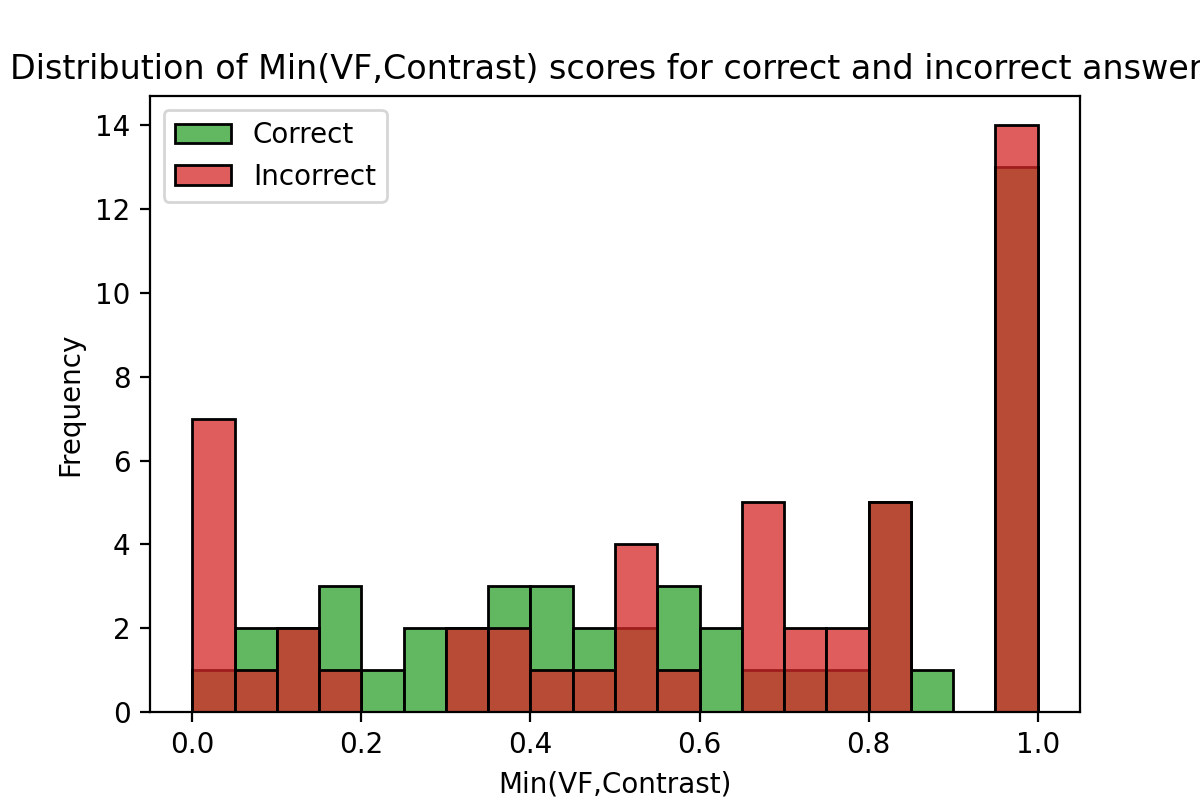 Distribution of Min(VF,Contrast) scores for correct and incorrect answer
Correct
Incorrect
14
12
10
8
6
4
2
0
Frequency
0.0 0.2 0.4 0.6 0.8 1.0
Min(VF,Contrast)